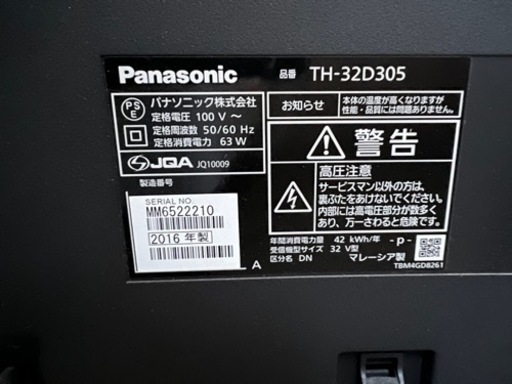 Panasonic 品番 TH-32D305
PS E パナソニック株式会社
定格電圧 100 V ~
定格周波数 50/60 Hz
定格消費電力 63 W
JQA JQ10009
製造番号
SERIAL NO.
MM6522210
2016 年製
A
お知らせ
本体の温度が高くなりますが
性能・品質には問題ありません。
警告
高圧注意
サービスマン以外の方は、
裏ぶたをあけないでください。
内部には高電圧部分が数多く
あり、万一さわると危険です。
年間消費電力量 42 kWh/年 -p-
受信機型サイズ 32 V型
区分名 DN マレーシア製
TBM4GD8261